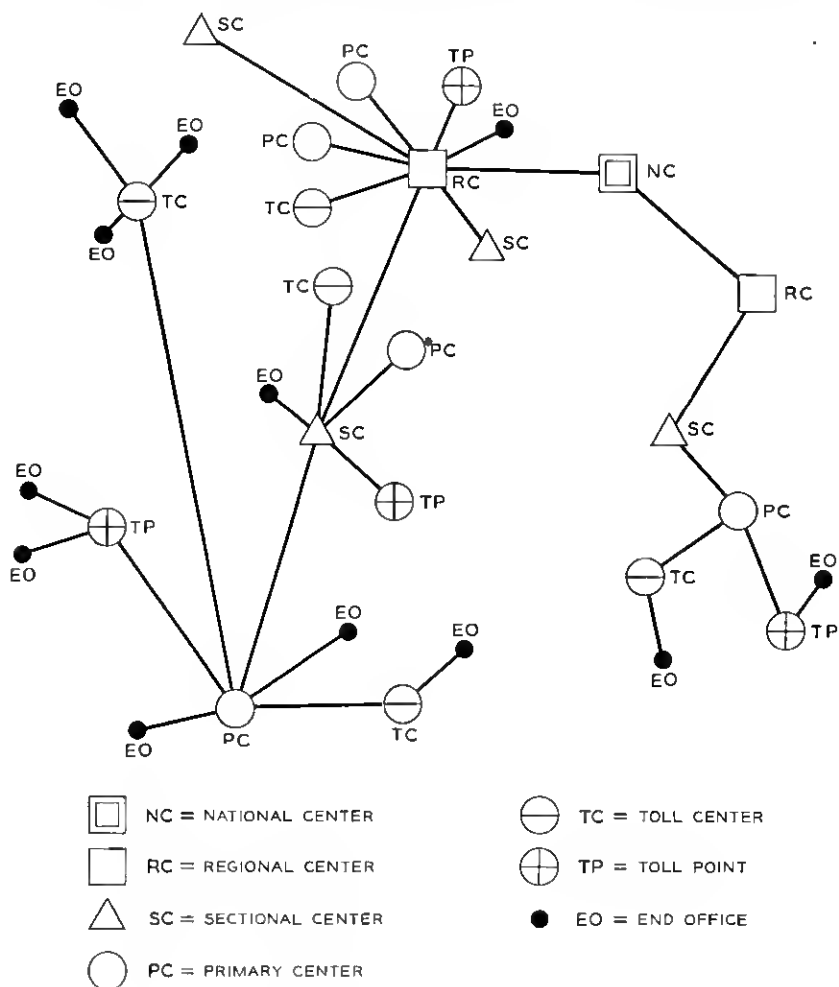 SC
PC
TP
EO
EO
EO
PC
RC
NC
TC
TC
EO
SC
TC
RC
PC
EO
SC
SC
EO
TP
PC
TP
EO
TC
EO
EO
EO
TP
EO
EO
PC
TC
NC = NATIONAL CENTER
TC = TOLL CENTER
RC = REGIONAL CENTER
TP = TOLL POINT
SC = SECTIONAL CENTER
EO = END OFFICE
PC = PRIMARY CENTER